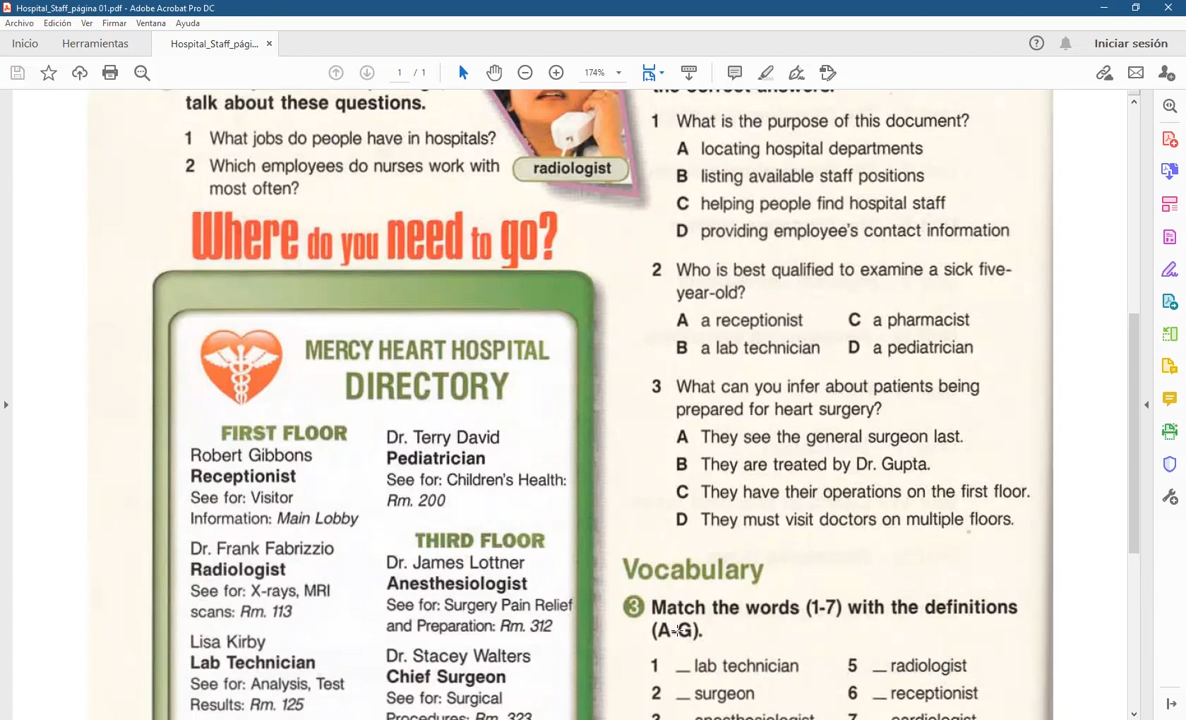 Hospital_Staff_página 01.pdf - Adobe Acrobat Pro DC
Archivo Edición Ver Firmar Ventana Ayuda
Inicio Herramientas Hospital_Staff_pági... × Iniciar sesión
1 / 1 174%
talk about these questions.
1 What jobs do people have in hospitals?
2 Which employees do nurses work with
most often?
radiologist
Where do you need to go?
MERCY HEART HOSPITAL
DIRECTORY
FIRST FLOOR
Robert Gibbons
Receptionist
See for: Visitor
Information: Main Lobby
Dr. Frank Fabrizzio
Radiologist
See for: X-rays, MRI
scans: Rm. 113
Lisa Kirby
Lab Technician
See for: Analysis, Test
Results: Rm. 125
Dr. Terry David
Pediatrician
See for: Children's Health:
Rm. 200
THIRD FLOOR
Dr. James Lottner
Anesthesiologist
See for: Surgery Pain Relief
and Preparation: Rm. 312
Dr. Stacey Walters
Chief Surgeon
See for: Surgical
Procedures: Rm. 323
the correct answers.
1 What is the purpose of this document?
A locating hospital departments
B listing available staff positions
C helping people find hospital staff
D providing employee's contact information
2 Who is best qualified to examine a sick five-
year-old?
A a receptionist C a pharmacist
B a lab technician D a pediatrician
3 What can you infer about patients being
prepared for heart surgery?
A They see the general surgeon last.
B They are treated by Dr. Gupta.
C They have their operations on the first floor.
D They must visit doctors on multiple floors.
Vocabulary
3 Match the words (1-7) with the definitions
(A-G).
1 _ lab technician 5 _ radiologist
2 _ surgeon 6 _ receptionist
3 _ anesthesiologist 7 _ cardiologist